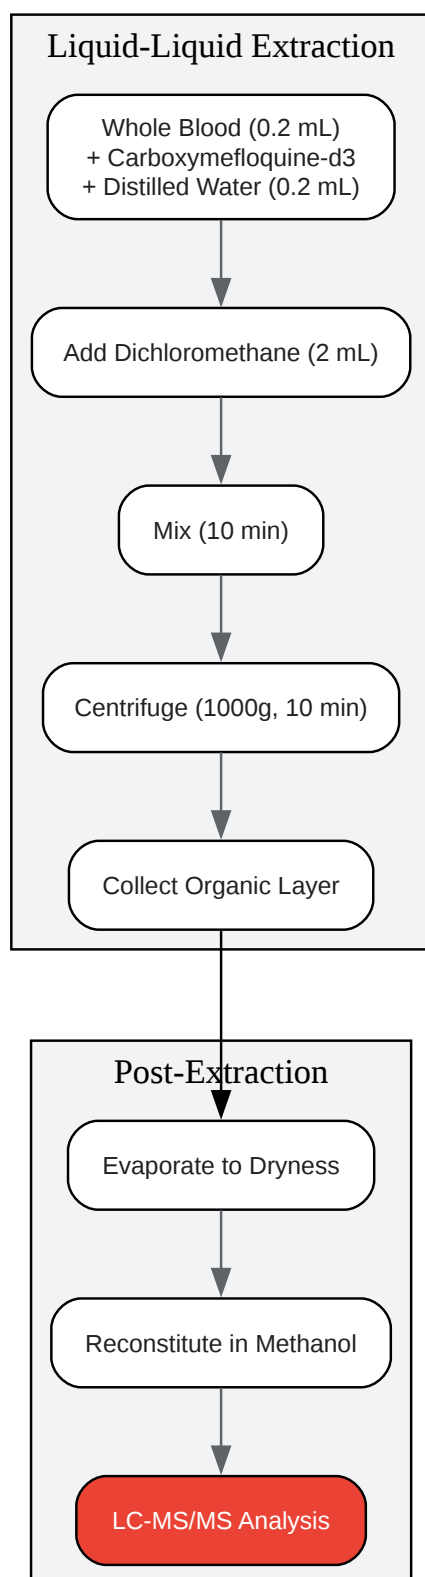 Liquid-Liquid Extraction
Whole Blood (0.2 mL)
+ Carboxymefloquine-d3
+ Distilled Water (0.2 mL)
Add Dichloromethane (2 mL)
Mix (10 min)
Centrifuge (1000g, 10 min)
Collect Organic Layer
Post-Extraction
Evaporate to Dryness
Reconstitute in Methanol
LC-MS/MS Analysis